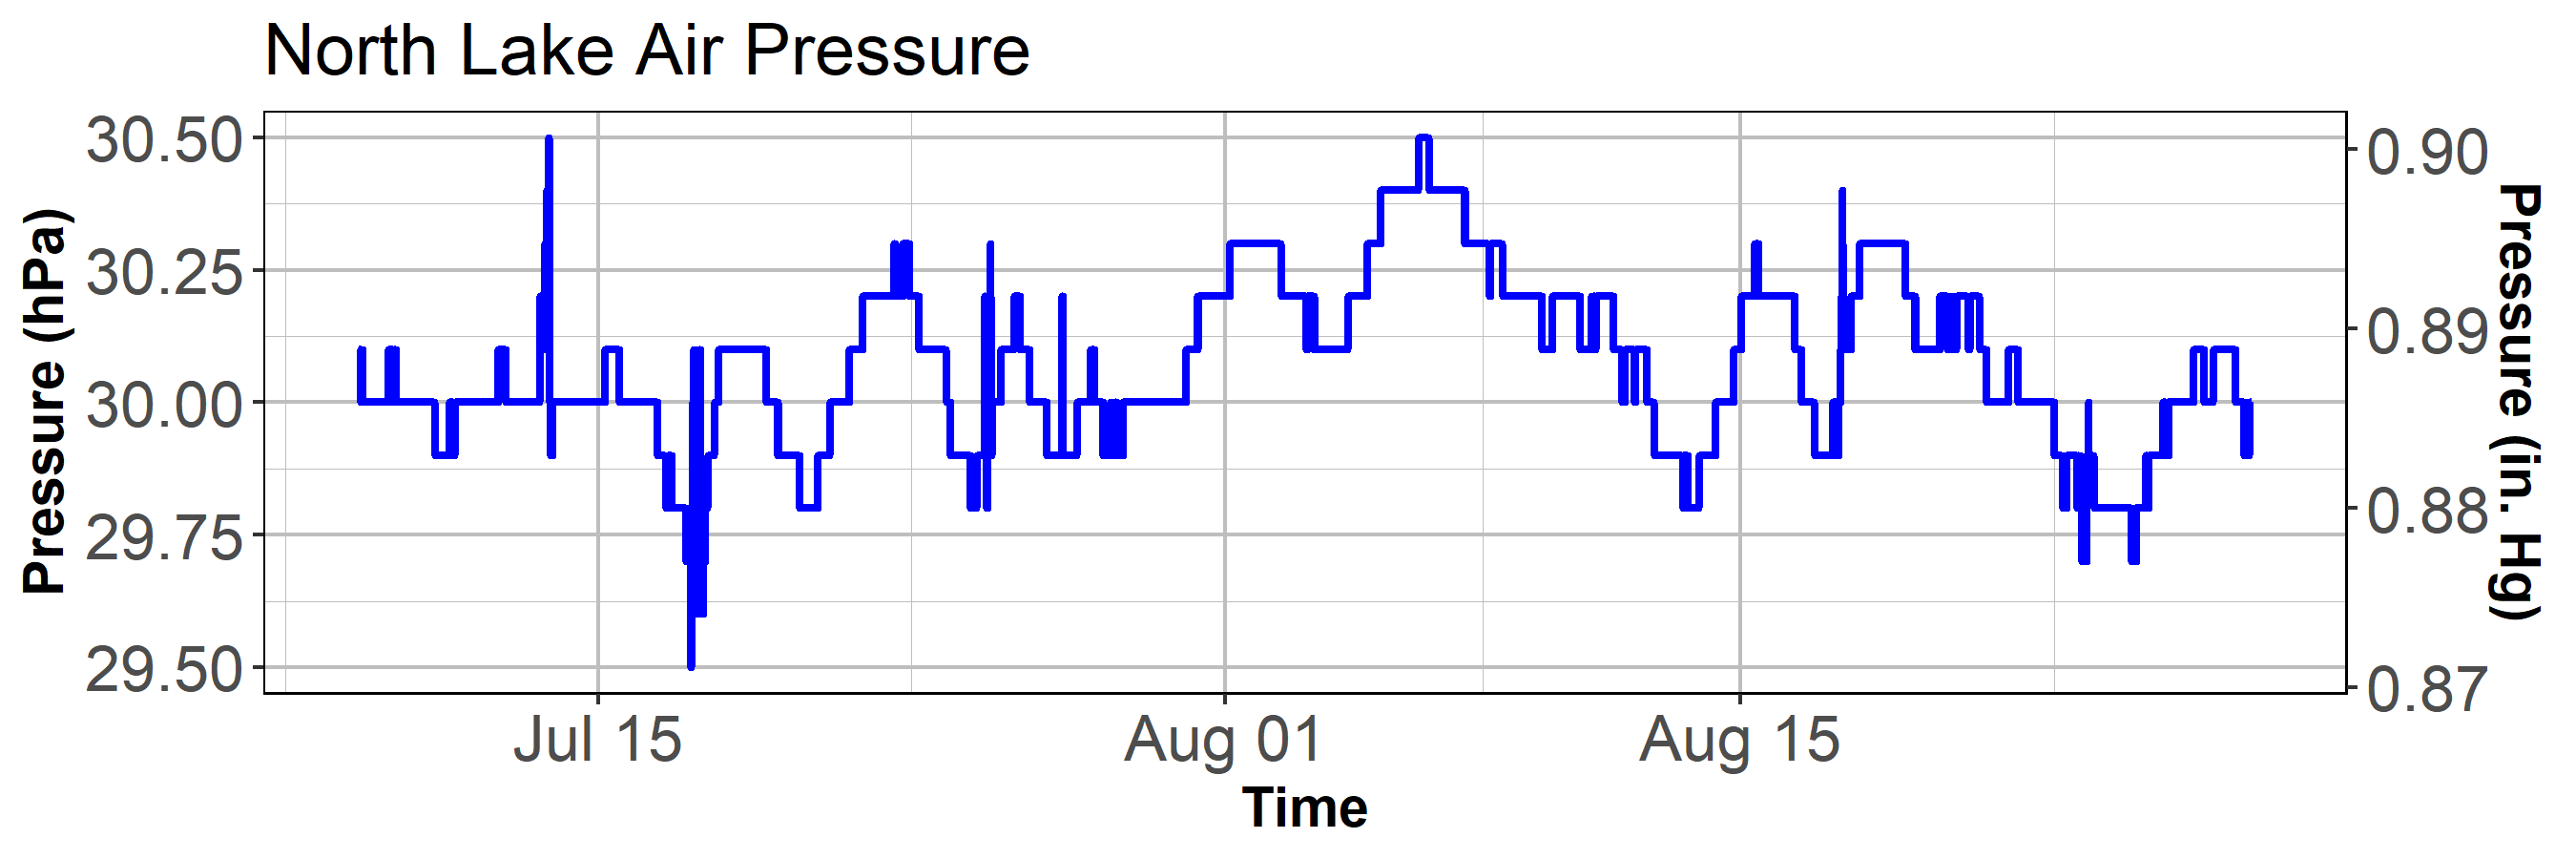 North Lake Air Pressure
Pressure (hPa)
30.50
30.25
30.00
29.75
29.50
0.90
0.89
0.88
0.87
Pressure (in. Hg)
Jul 15
Aug 01
Aug 15
Time